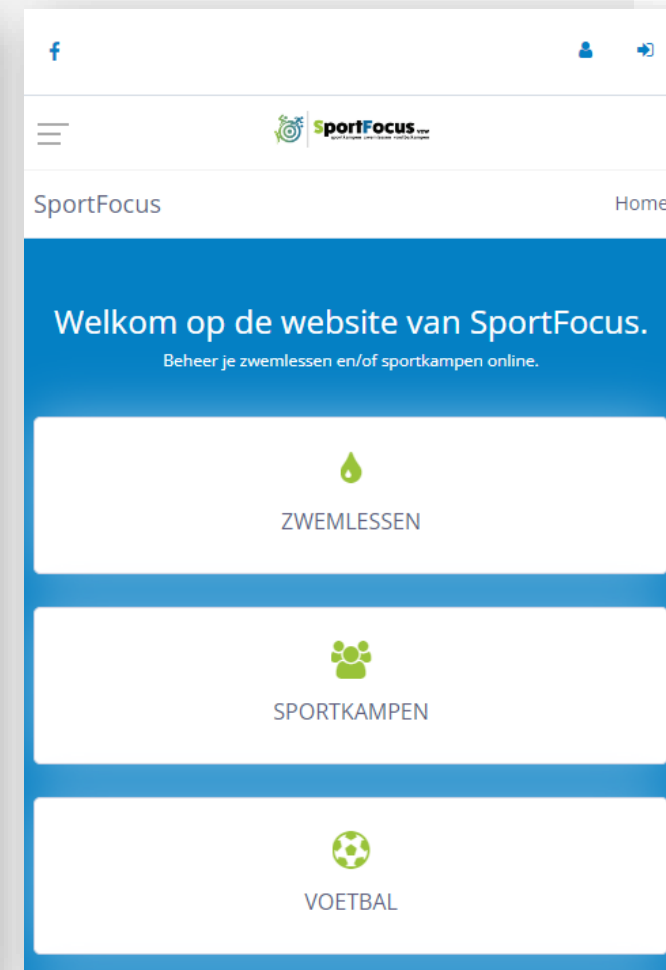 SportFocus vzw
SportFocus
Home
Welkom op de website van SportFocus.
Beheer je zwemlessen en/of sportkampen online.
ZWEMLESSEN
SPORTKAMPEN
VOETBAL